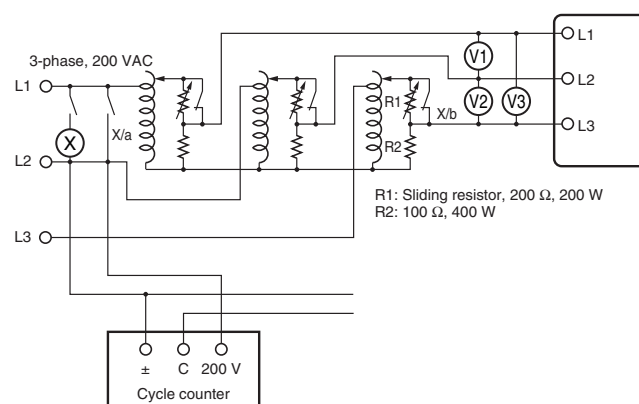 3-phase, 200 VAC
L1
X
X/a
L2
L3
R1
R2
X/b
V1
V2
V3
L1
L2
L3
R1: Sliding resistor, 200 Ω, 200 W
R2: 100 Ω, 400 W
± C 200 V
Cycle counter